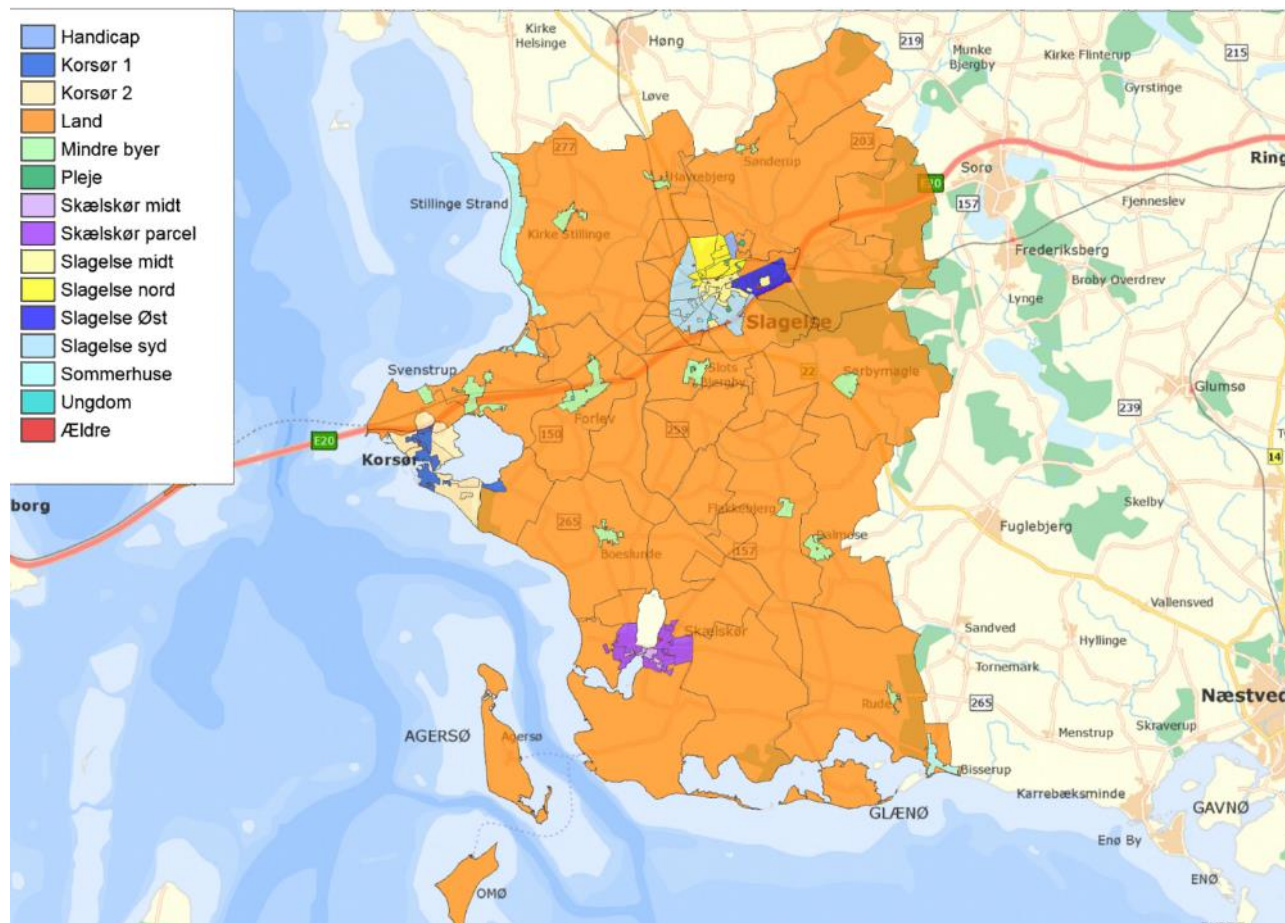 Handicap
Korsør 1
Korsør 2
Land
Mindre byer
Pleje
Skælskør midt
Skælskør parcel
Slagelse midt
Slagelse nord
Slagelse Øst
Slagelse syd
Sommerhuse
Ungdom
Ældre
Kirke
Helsinge
Høng
219
Munke
Bjergby
Kirke Flinterup
215
Gyrstinge
Løve
277
Sønderup
203
Ring
Havrebjerg
E20
Sorø
Stillinge Strand
157
Fjenneslev
Kirke Stillinge
Frederiksberg
Broby Overdrev
Lynge
Slagelse
Svenstrup
Slots
Bjergby
22
Sørbymagle
Glumsø
239
Forlev
150
259
E20
Korsør
14
borg
Skelby
265
Flakkebjerg
Fuglebjerg
Dalmose
Boeslunde
157
Vallensved
Skælskør
Sandved
Hyllinge
Tornemark
Rude
265
Næstved
Skraverup
Menstrup
AGERSØ
Agersø
Bisserup
Karrebæksminde
GAVNØ
GLÆNØ
Enø By
ENØ
OMØ